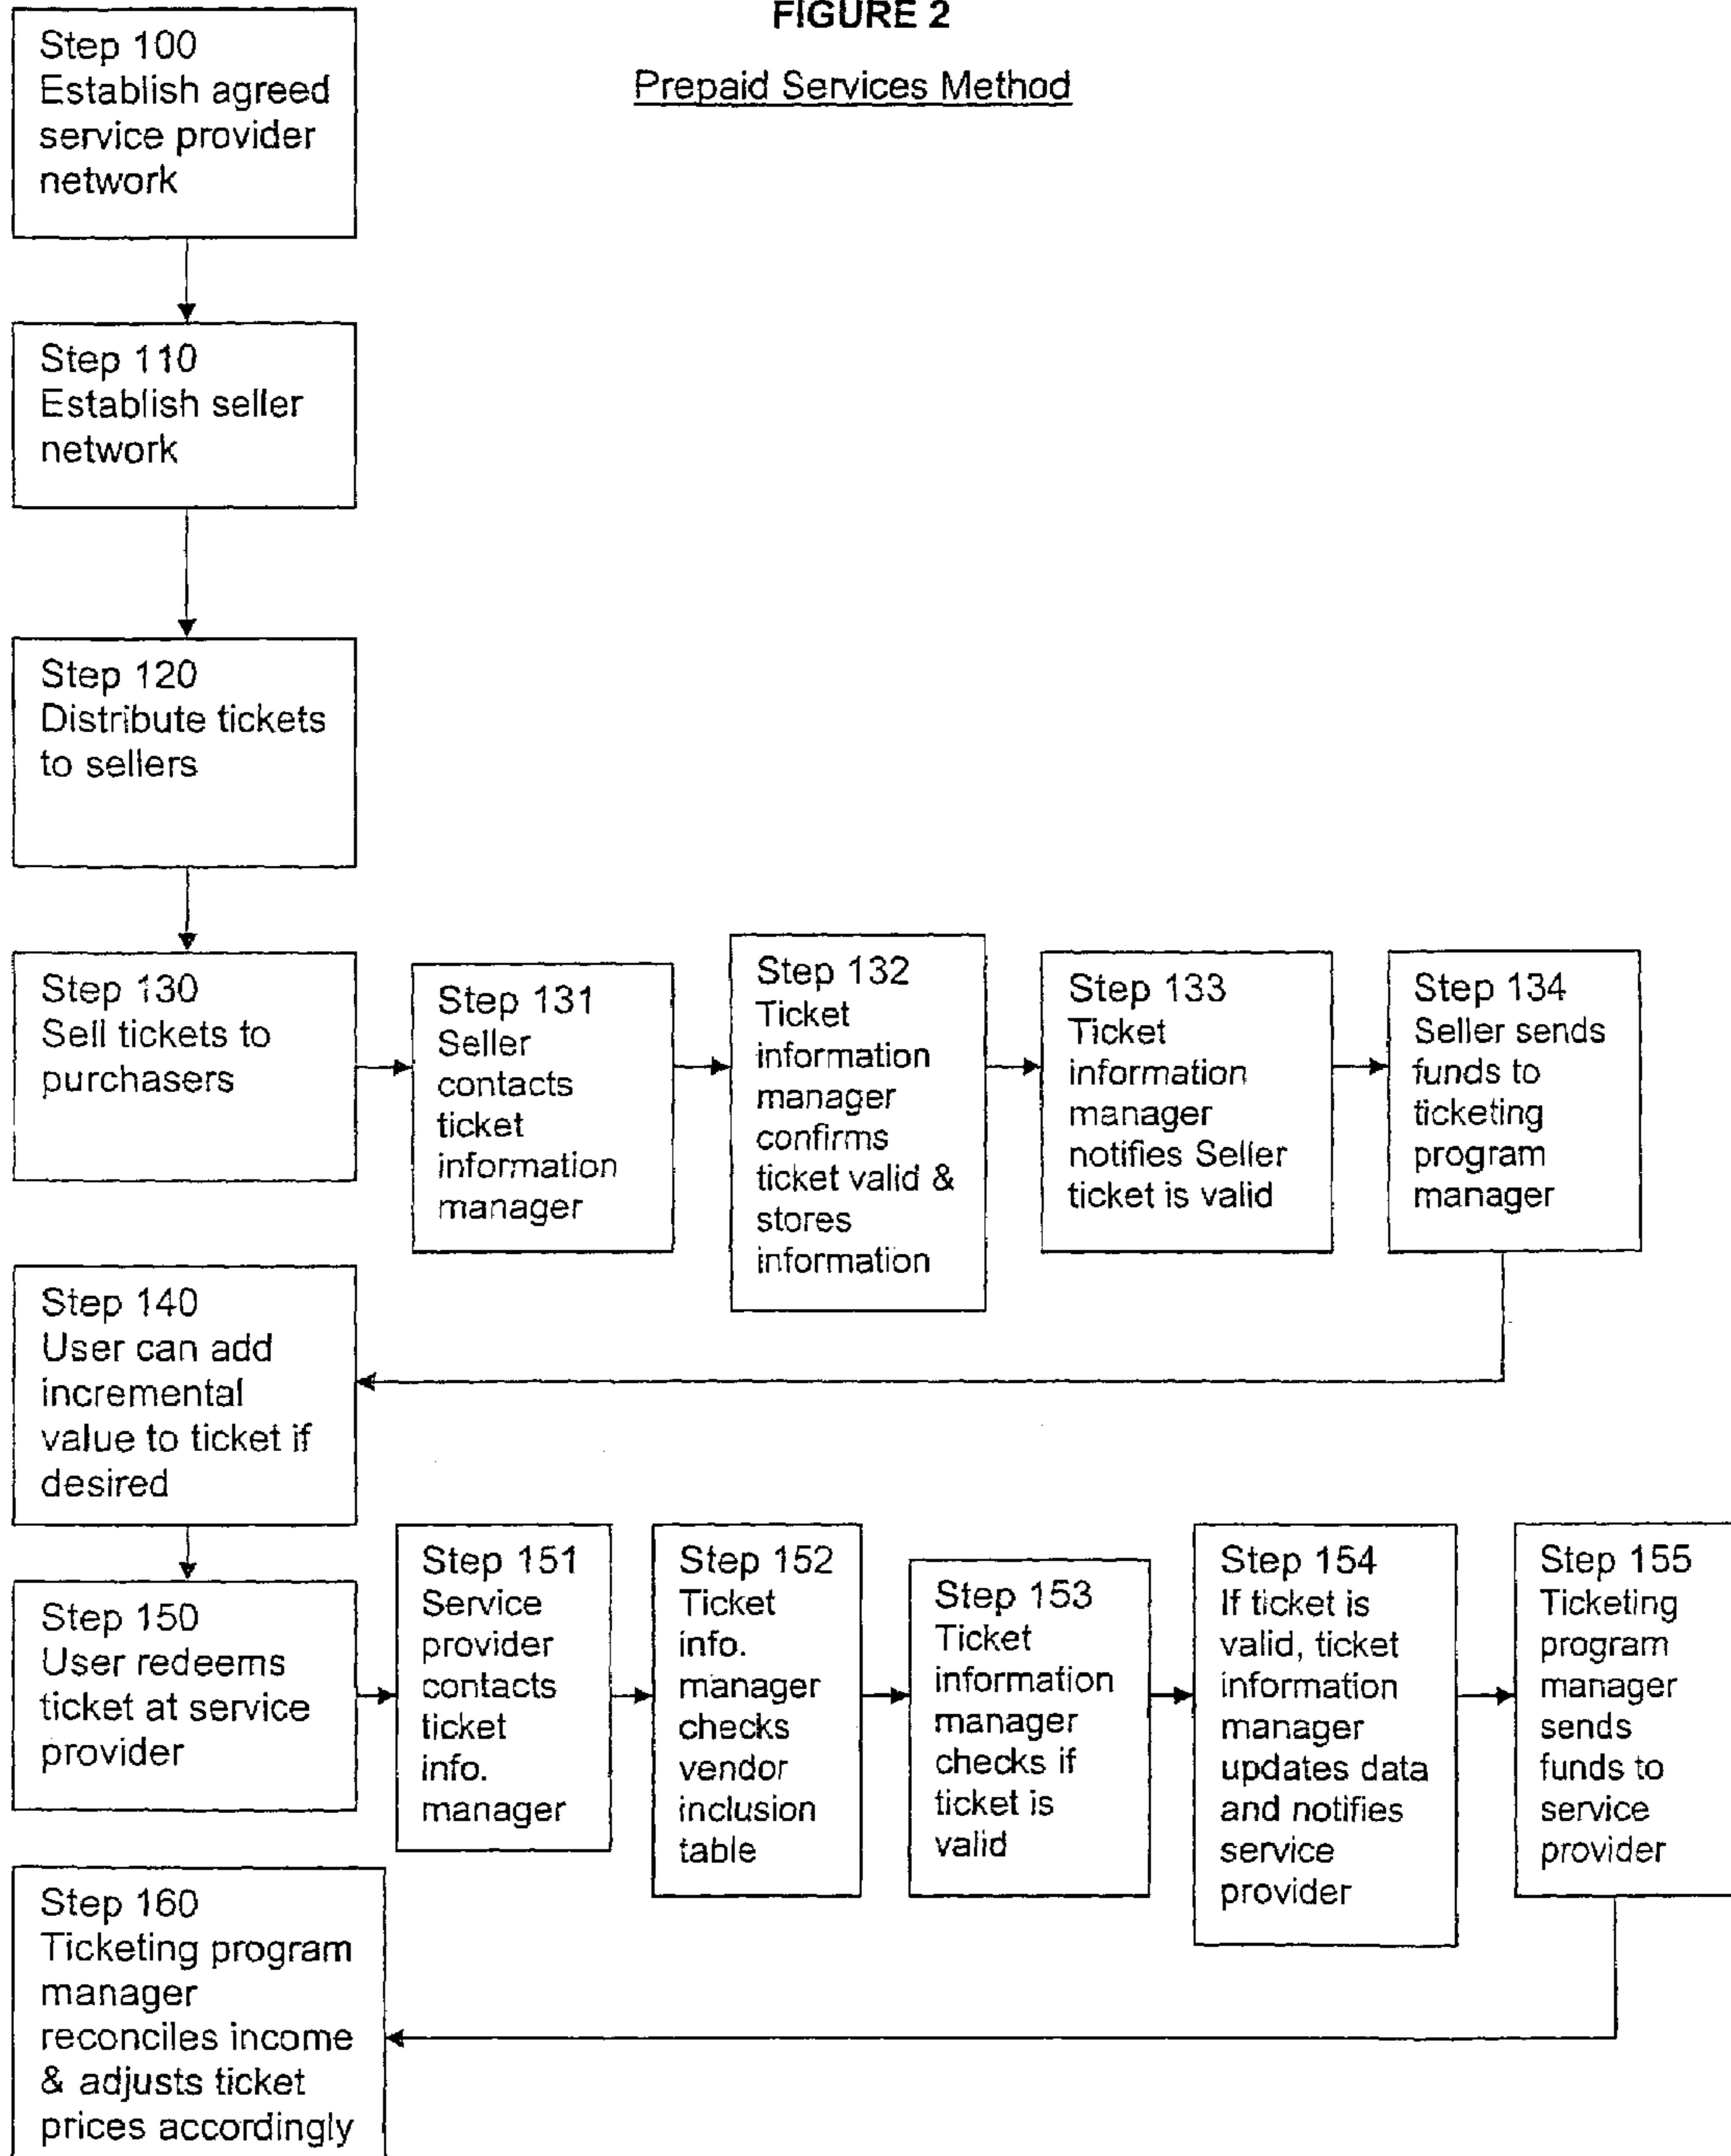 FIGURE 2
Prepaid Services Method
Step 100
Establish agreed
service provider
network
Step 110
Establish seller
network
Step 120
Distribute tickets
to sellers
Step 130
Sell tickets to
purchasers
Step 131
Seller
contacts
ticket
information
manager
Step 132
Ticket
information
manager
confirms
ticket valid &
stores
information
Step 133
Ticket
information
manager
notifies Seller
ticket is valid
Step 134
Seller sends
funds to
ticketing
program
manager
Step 140
User can add
incremental
value to ticket if
desired
Step 150
User redeems
ticket at service
provider
Step 151
Service
provider
contacts
ticket
info.
manager
Step 152
Ticket
info.
manager
checks
vendor
inclusion
table
Step 153
Ticket
information
manager
checks if
ticket is
valid
Step 154
If ticket is
valid, ticket
information
manager
updates data
and notifies
service
provider
Step 155
Ticketing
program
manager
sends
funds to
service
provider
Step 160
Ticketing program
manager
reconciles income
& adjusts ticket
prices accordingly